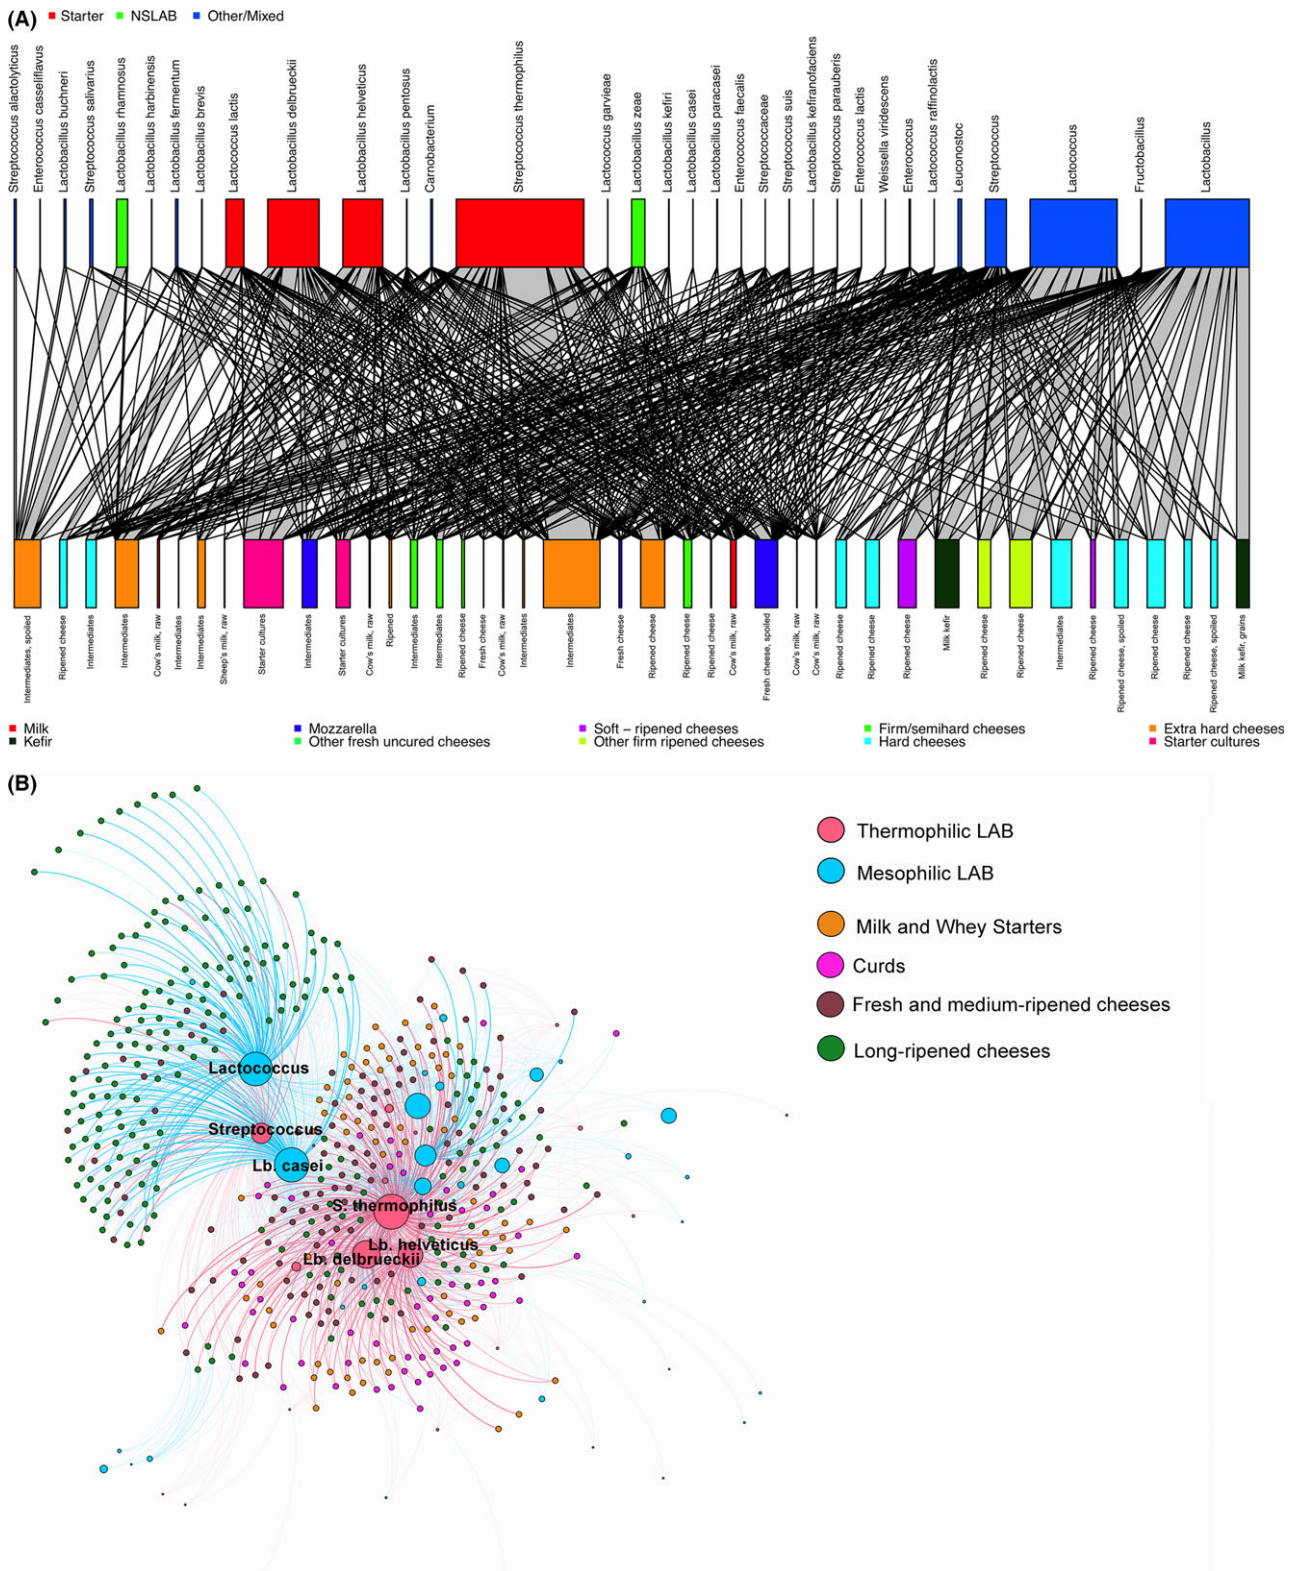 (A)
Starter
NSLAB
Other/Mixed
Streptococcus alactolyticus
Enterococcus casseliflavus
Lactobacillus buchneri
Streptococcus salivarius
Lactobacillus rhamnosus
Lactobacillus harbinensis
Lactobacillus fermentum
Lactobacillus brevis
Lactococcus lactis
Lactobacillus delbrueckii
Lactobacillus helveticus
Lactobacillus pentosus
Carnobacterium
Streptococcus thermophilus
Lactococcus garvieae
Lactobacillus zeae
Lactobacillus kefiri
Lactobacillus casei
Lactobacillus paracasei
Enterococcus faecalis
Streptococcaceae
Streptococcus suis
Lactobacillus kefiranofaciens
Streptococcus parauberis
Enterococcus lactis
Weissella viridescens
Enterococcus
Lactococcus raffinolactis
Leuconostoc
Streptococcus
Lactococcus
Fructobacillus
Lactobacillus
Intermediates, spoiled
Ripened cheese
Intermediates
Intermediates
Cow's milk, raw
Intermediates
Intermediates
Sheep's milk, raw
Starter cultures
Intermediates
Starter cultures
Cow's milk, raw
Ripened
Intermediates
Intermediates
Ripened cheese
Fresh cheese
Cow's milk, raw
Intermediates
Intermediates
Fresh cheese
Ripened cheese
Ripened cheese
Ripened cheese
Cow's milk, raw
Fresh cheese, spoiled
Cow's milk, raw
Cow's milk, raw
Ripened cheese
Ripened cheese
Ripened cheese
Milk kefir
Ripened cheese
Ripened cheese
Intermediates
Ripened cheese
Ripened cheese, spoiled
Ripened cheese
Ripened cheese
Ripened cheese, spoiled
Milk kefir, grains
Milk
Kefir
Mozzarella
Other fresh uncured cheeses
Soft – ripened cheeses
Other firm ripened cheeses
Firm/semihard cheeses
Hard cheeses
Extra hard cheeses
Starter cultures
(B)
Thermophilic LAB
Mesophilic LAB
Milk and Whey Starters
Curds
Fresh and medium-ripened cheeses
Long-ripened cheeses
Lactococcus
Streptococcus
Lb. casei
S. thermophilus
Lb. helveticus
Lb. delbrueckii